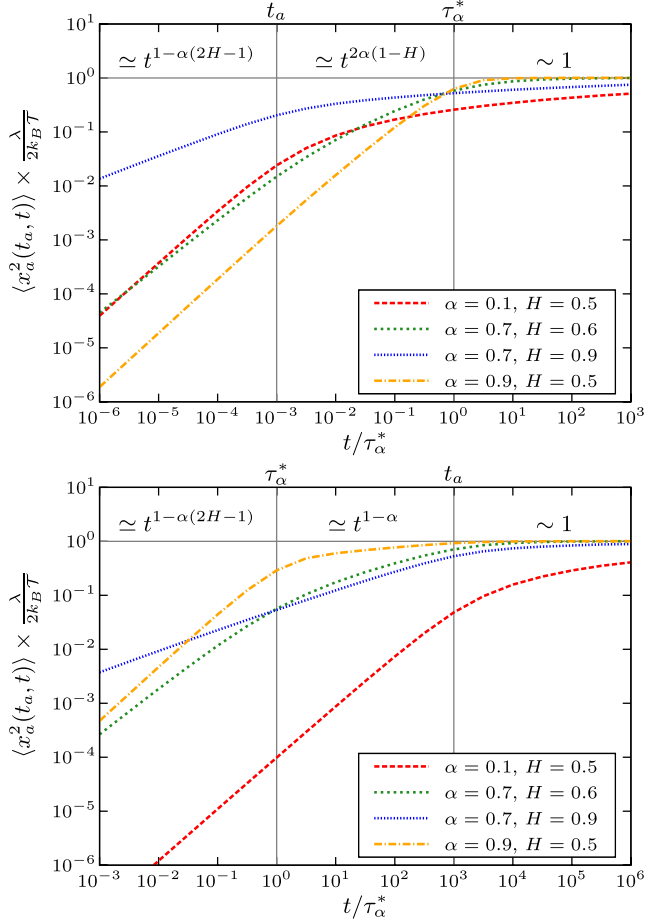 t_a τ_α^*
10^1
≃ t^{1−α(2H−1)} ≃ t^{2α(1−H)} ∼ 1
10^0
10^{−1}
10^{−2}
10^{−3}
10^{−4}
10^{−5}
10^{−6}
⟨x_a^2(t_a, t)⟩ × λ/(2k_B𝒯)
α = 0.1, H = 0.5
α = 0.7, H = 0.6
α = 0.7, H = 0.9
α = 0.9, H = 0.5
10^{−6} 10^{−5} 10^{−4} 10^{−3} 10^{−2} 10^{−1} 10^0 10^1 10^2 10^3
t/τ_α^*
τ_α^* t_a
10^1
≃ t^{1−α(2H−1)} ≃ t^{1−α} ∼ 1
10^0
10^{−1}
10^{−2}
10^{−3}
10^{−4}
10^{−5}
10^{−6}
⟨x_a^2(t_a, t)⟩ × λ/(2k_B𝒯)
α = 0.1, H = 0.5
α = 0.7, H = 0.6
α = 0.7, H = 0.9
α = 0.9, H = 0.5
10^{−3} 10^{−2} 10^{−1} 10^0 10^1 10^2 10^3 10^4 10^5 10^6
t/τ_α^*